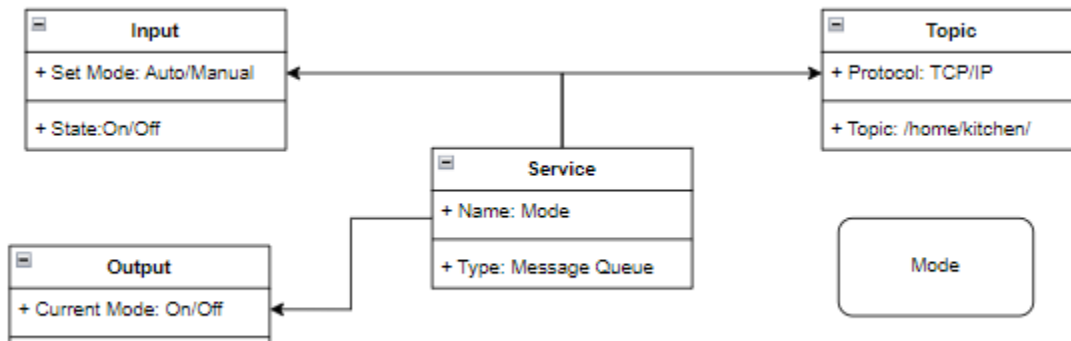 Input
+ Set Mode: Auto/Manual
+ State:On/Off
Topic
+ Protocol: TCP/IP
+ Topic: /home/kitchen/
Service
+ Name: Mode
+ Type: Message Queue
Output
+ Current Mode: On/Off
Mode